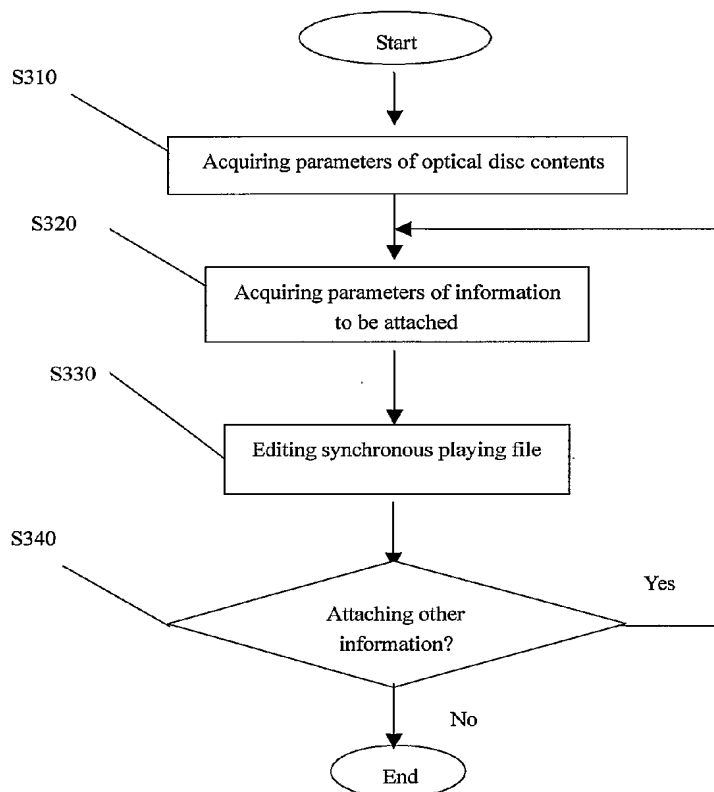 Start
S310
Acquiring parameters of optical disc contents
S320
Acquiring parameters of information
to be attached
S330
Editing synchronous playing file
S340
Attaching other
information?
Yes
No
End